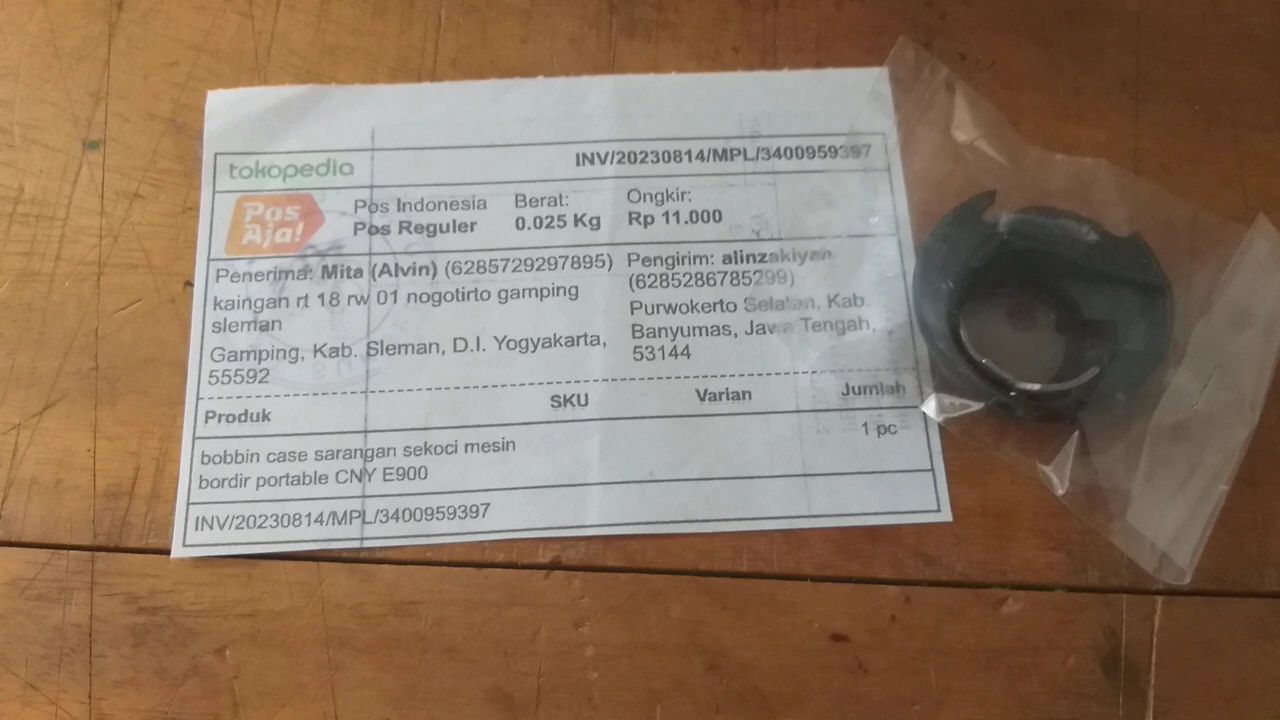 tokopedia
INV/20230814/MPL/3400959397
Pos Aja!
Pos Indonesia
Pos Reguler
Berat:
0.025 Kg
Ongkir:
Rp 11.000
Penerima: Mita (Alvin) (6285729297895)
kaingan rt 18 rw 01 nogotirto gamping
sleman
Gamping, Kab. Sleman, D.I. Yogyakarta,
55592
Pengirim: alinzakiyah
(6285286785299)
Purwokerto Selatan, Kab.
Banyumas, Jawa Tengah,
53144
Produk SKU Varian Jumlah
bobbin case sarangan sekoci mesin
bordir portable CNY E900
1 pc
INV/20230814/MPL/3400959397